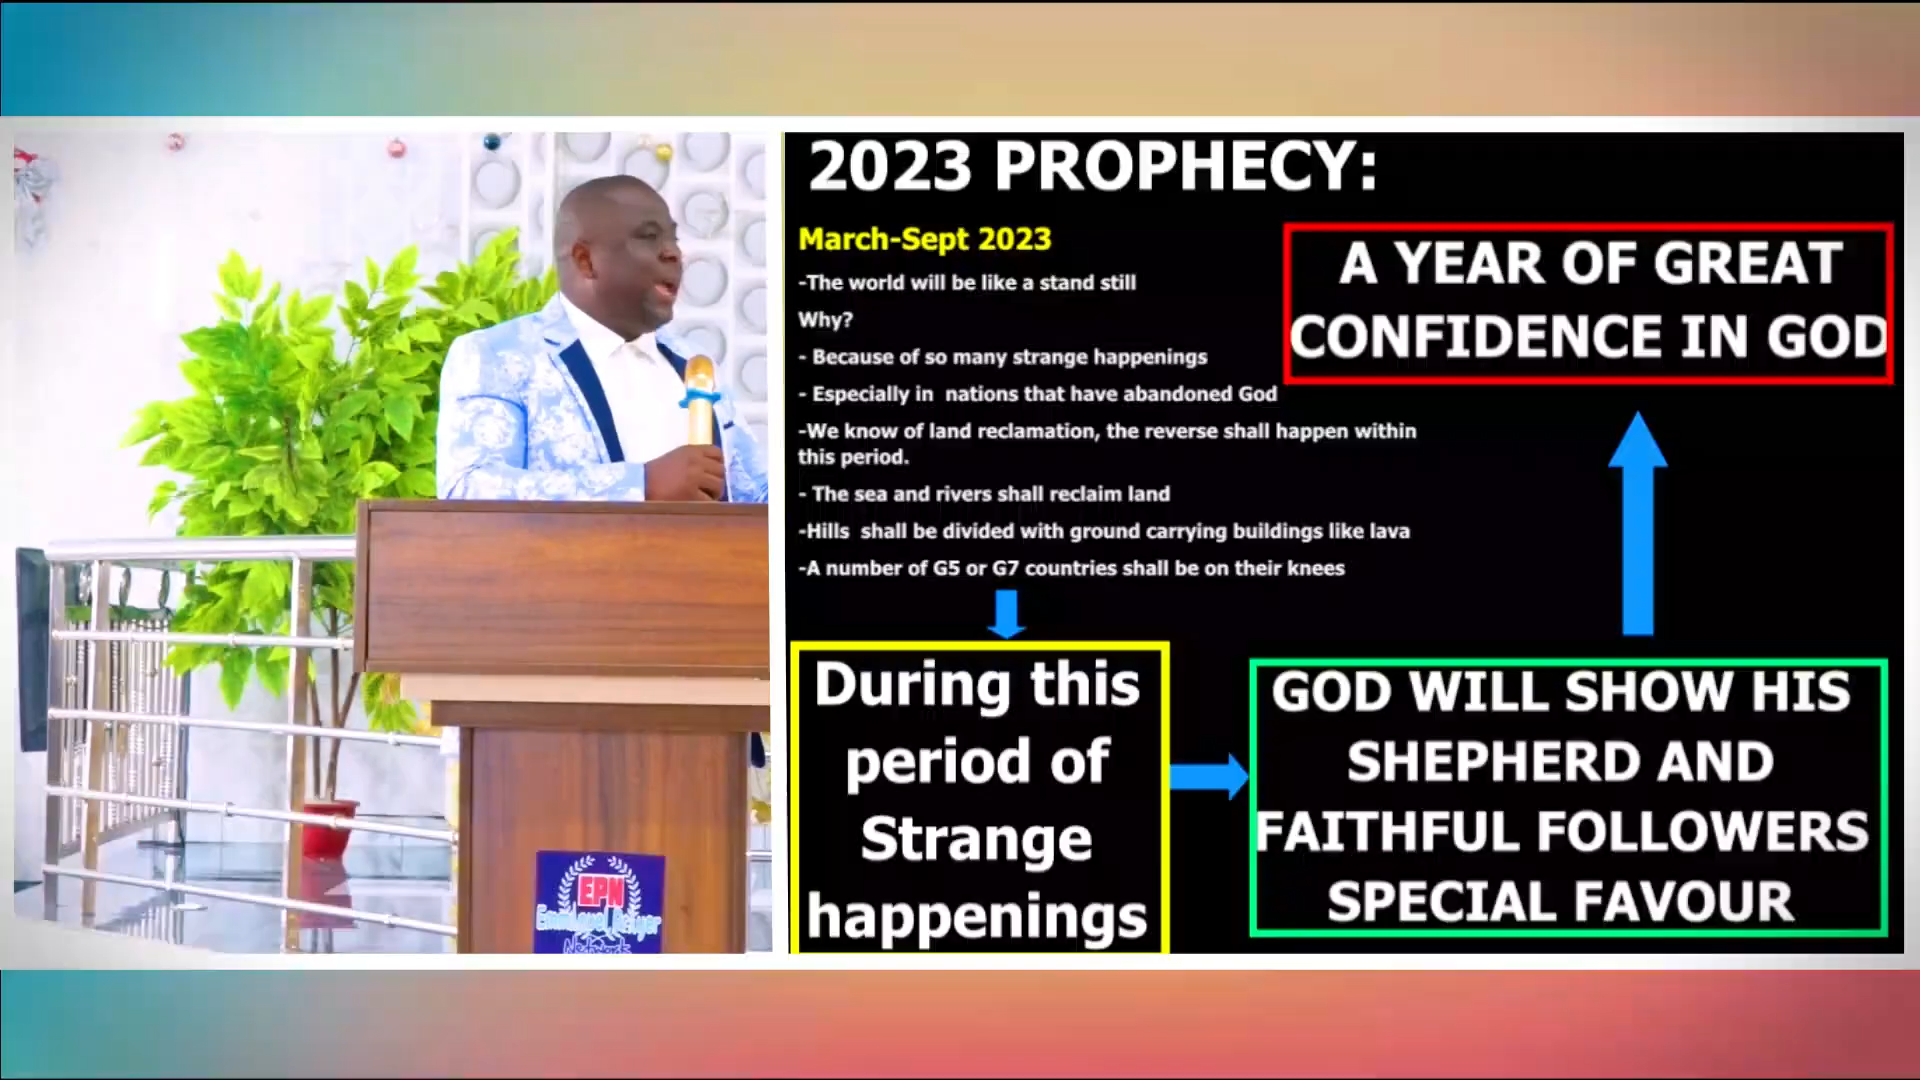 2023 PROPHECY:
March-Sept 2023
-The world will be like a stand still
Why?
- Because of so many strange happenings
- Especially in nations that have abandoned God
-We know of land reclamation, the reverse shall happen within
this period.
- The sea and rivers shall reclaim land
-Hills shall be divided with ground carrying buildings like lava
-A number of G5 or G7 countries shall be on their knees
During this
period of
Strange
happenings
GOD WILL SHOW HIS
SHEPHERD AND
FAITHFUL FOLLOWERS
SPECIAL FAVOUR
A YEAR OF GREAT
CONFIDENCE IN GOD
EPN
Emmanuel Prayer
Network